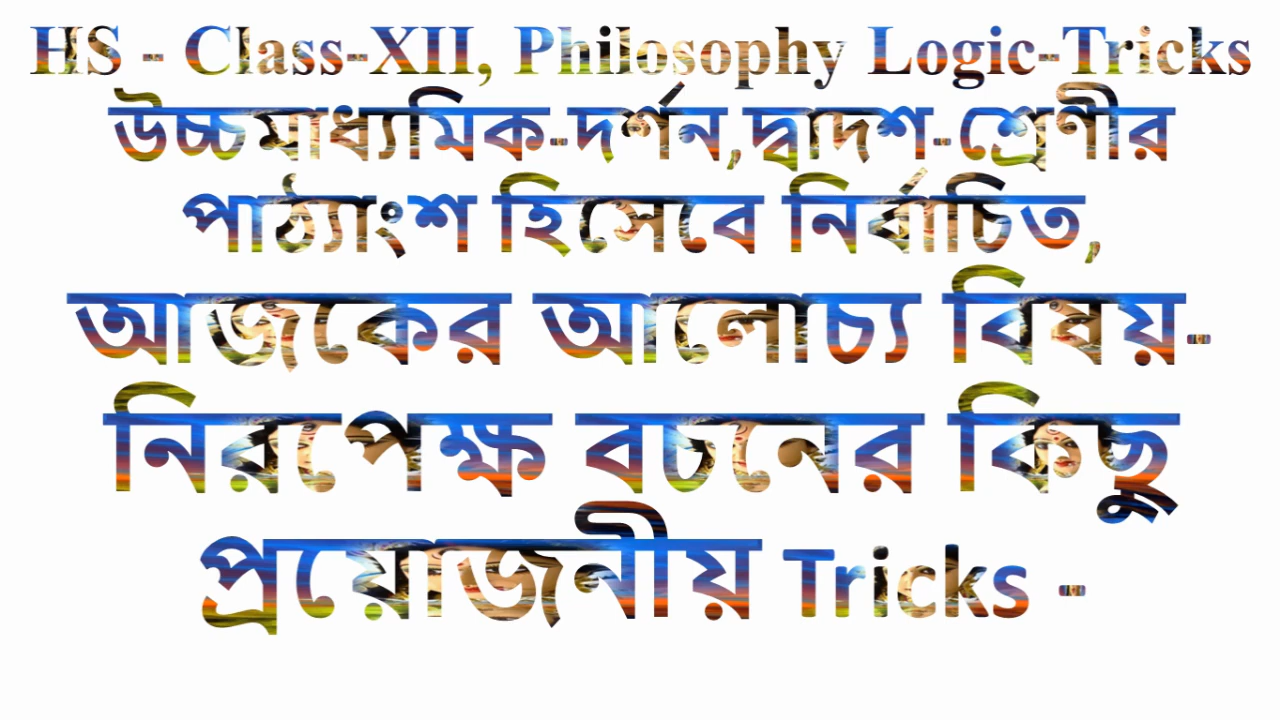 HS - Class-XII, Philosophy Logic-Tricks
উচ্চমাধ্যমিক-দর্শন,দ্বাদশ-শ্রেণীর
পাঠ্যাংশ হিসেবে নির্বাচিত,
আজকের আলোচ্য বিষয়-
নিরপেক্ষ বচনের কিছু
প্রয়োজনীয় Tricks -